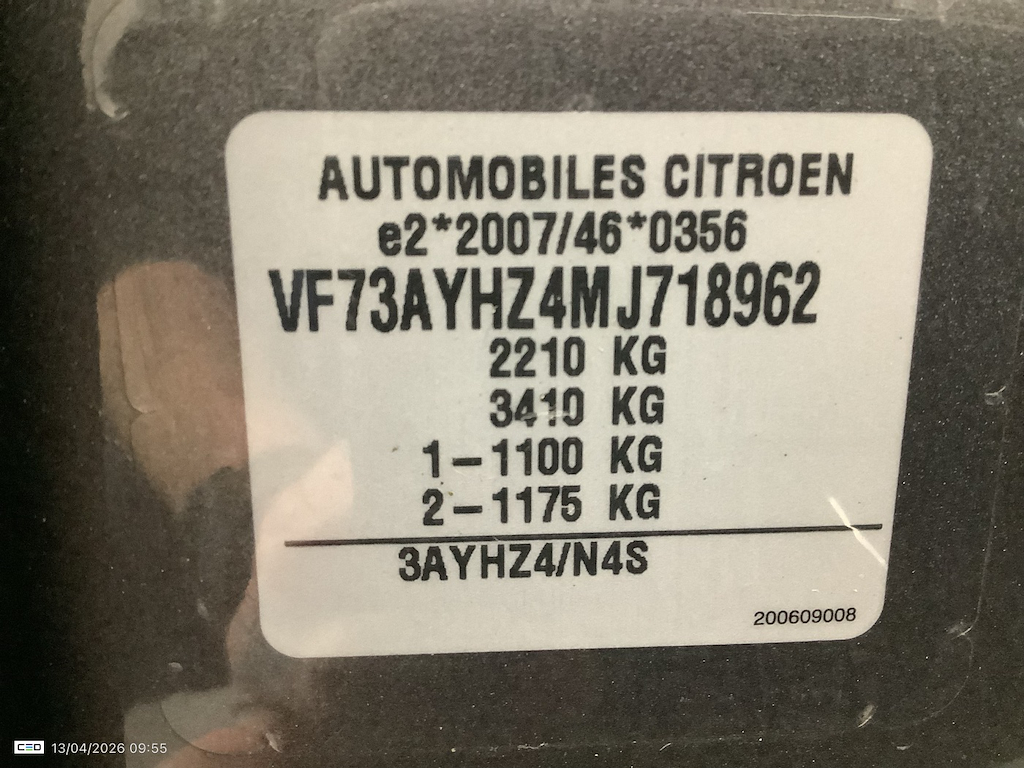 AUTOMOBILES CITROEN
e2*2007/46*0356
VF73AYHZ4MJ718962
2210 KG
3410 KG
1-1100 KG
2-1175 KG
3AYHZ4/N4S
200609008
CEO 13/04/2026 09:55